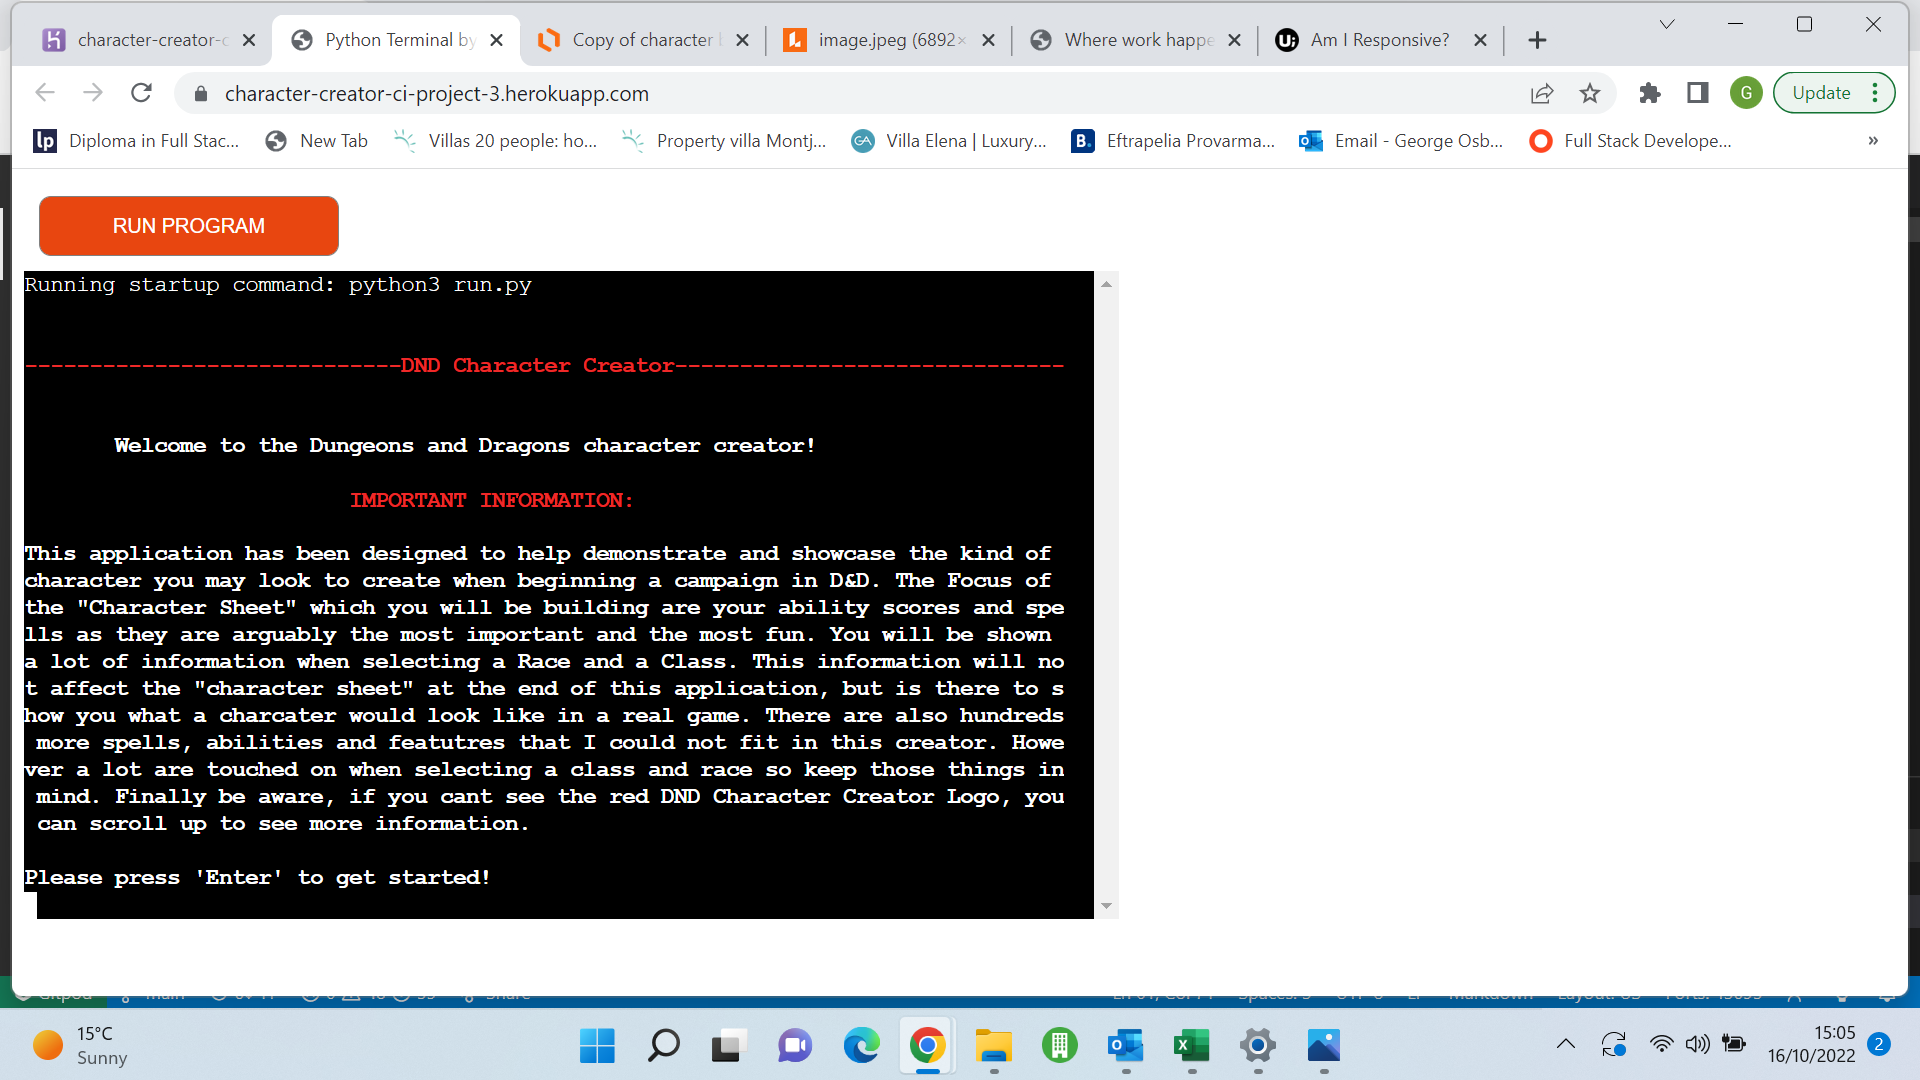 character-creator-c
Python Terminal by
Copy of character
image.jpeg (6892×
Where work happe
Am I Responsive?
character-creator-ci-project-3.herokuapp.com
G
Update
lp Diploma in Full Stac...
New Tab
Villas 20 people: ho...
Property villa Montj...
GA Villa Elena | Luxury...
B. Eftrapelia Provarma...
Email - George Osb...
Full Stack Develope...
»
RUN PROGRAM
Running startup command: python3 run.py
-----------------------------DND Character Creator------------------------------
Welcome to the Dungeons and Dragons character creator!
IMPORTANT INFORMATION:
This application has been designed to help demonstrate and showcase the kind of
character you may look to create when beginning a campaign in D&D. The Focus of
the "Character Sheet" which you will be building are your ability scores and spe
lls as they are arguably the most important and the most fun. You will be shown
a lot of information when selecting a Race and a Class. This information will no
t affect the "character sheet" at the end of this application, but is there to s
how you what a charcater would look like in a real game. There are also hundreds
more spells, abilities and featutres that I could not fit in this creator. Howe
ver a lot are touched on when selecting a class and race so keep those things in
mind. Finally be aware, if you cant see the red DND Character Creator Logo, you
can scroll up to see more information.
Please press 'Enter' to get started!
15°C
Sunny
15:05
16/10/2022
2